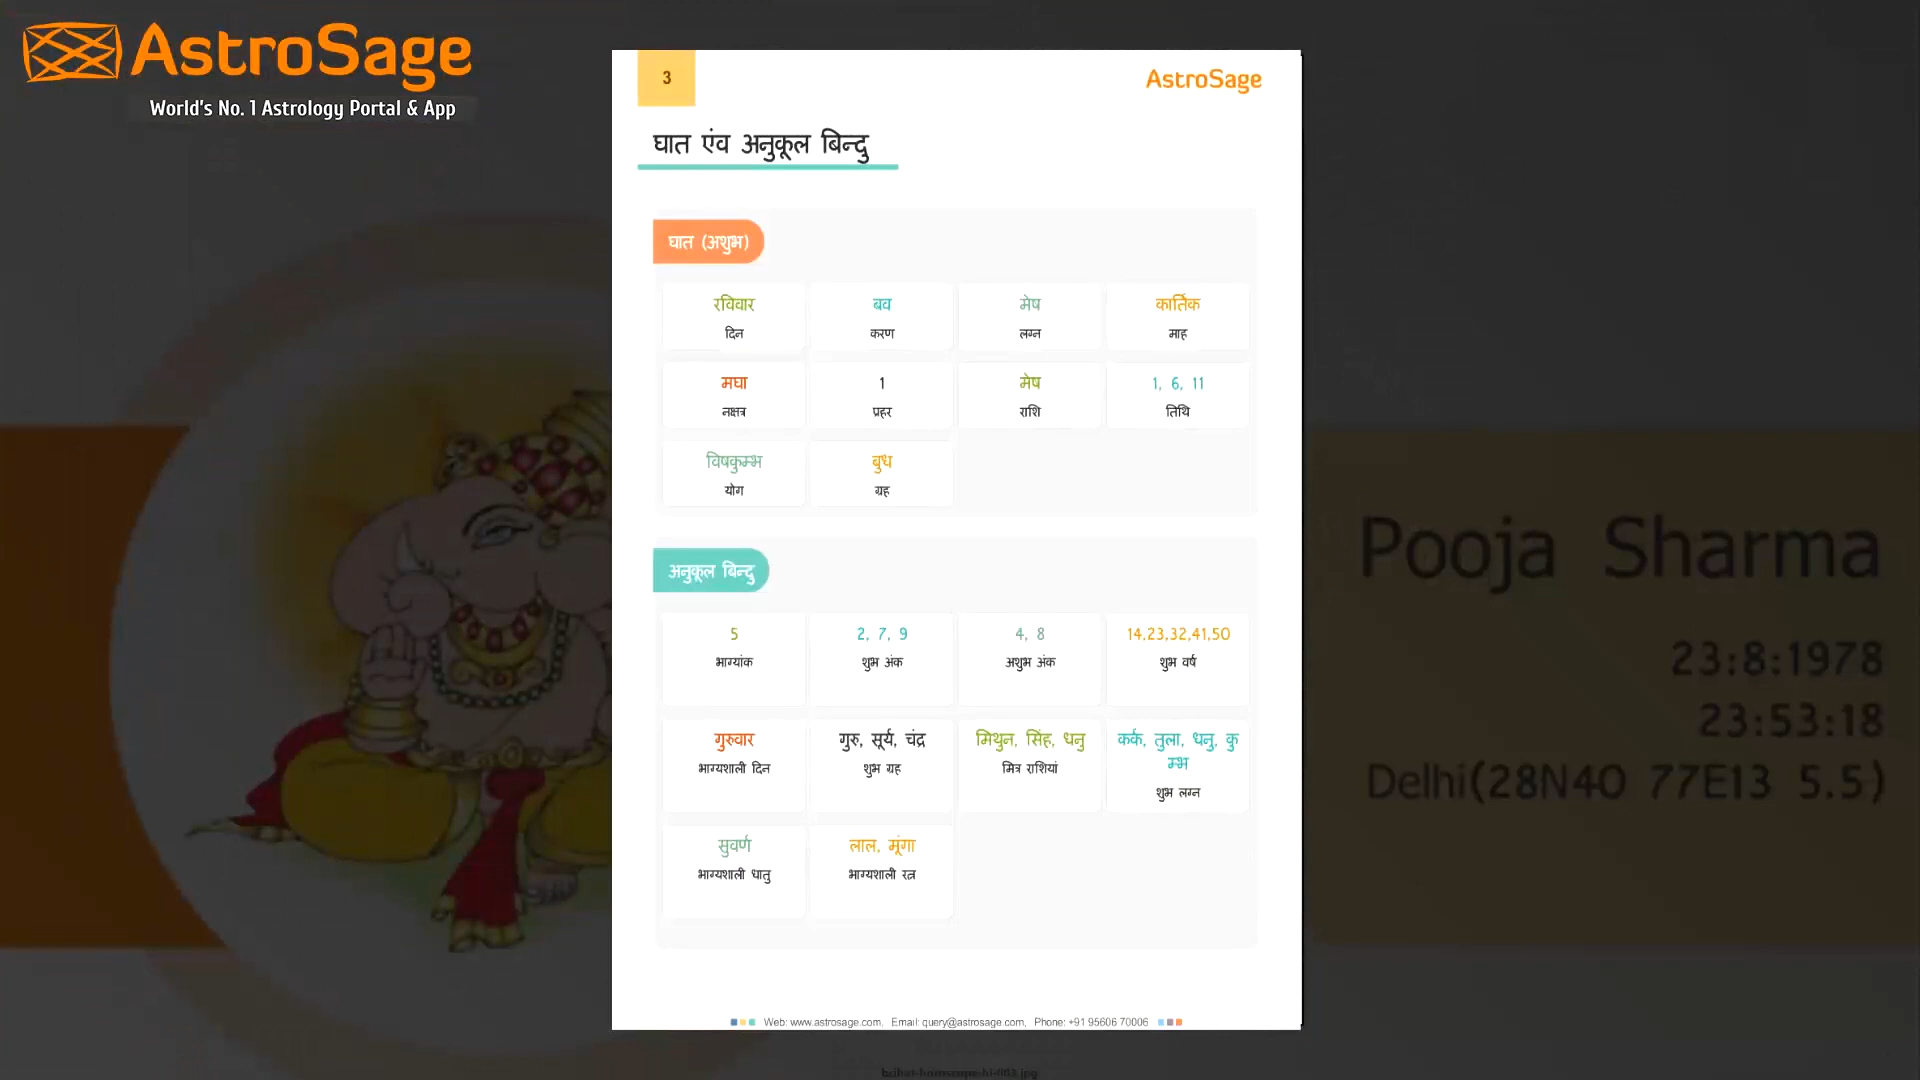 AstroSage
World's No. 1 Astrology Portal & App
3
AstroSage
घात एंव अनुकूल बिन्दु
घात (अशुभ)
रविवार बव मेष कार्तिक
दिन करण लग्न माह
मघा 1 मेष 1, 6, 11
नक्षत्र प्रहर राशि तिथि
विषकुम्भ बुध
योग ग्रह
अनुकूल बिन्दु
5 2, 7, 9 4, 8 14,23,32,41,50
भाग्यांक शुभ अंक अशुभ अंक शुभ वर्ष
गुरुवार गुरु, सूर्य, चंद्र मिथुन, सिंह, धनु कर्क, तुला, धनु, कु
म्भ
भाग्यशाली दिन शुभ ग्रह मित्र राशियां शुभ लग्न
सुवर्ण लाल, मूंगा
भाग्यशाली धातु भाग्यशाली रत्न
Web: www.astrosage.com, Email: query@astrosage.com, Phone: +91 95606 70006
Pooja Sharma
23:8:1978
23:53:18
Delhi(28N40 77E13 5.5)